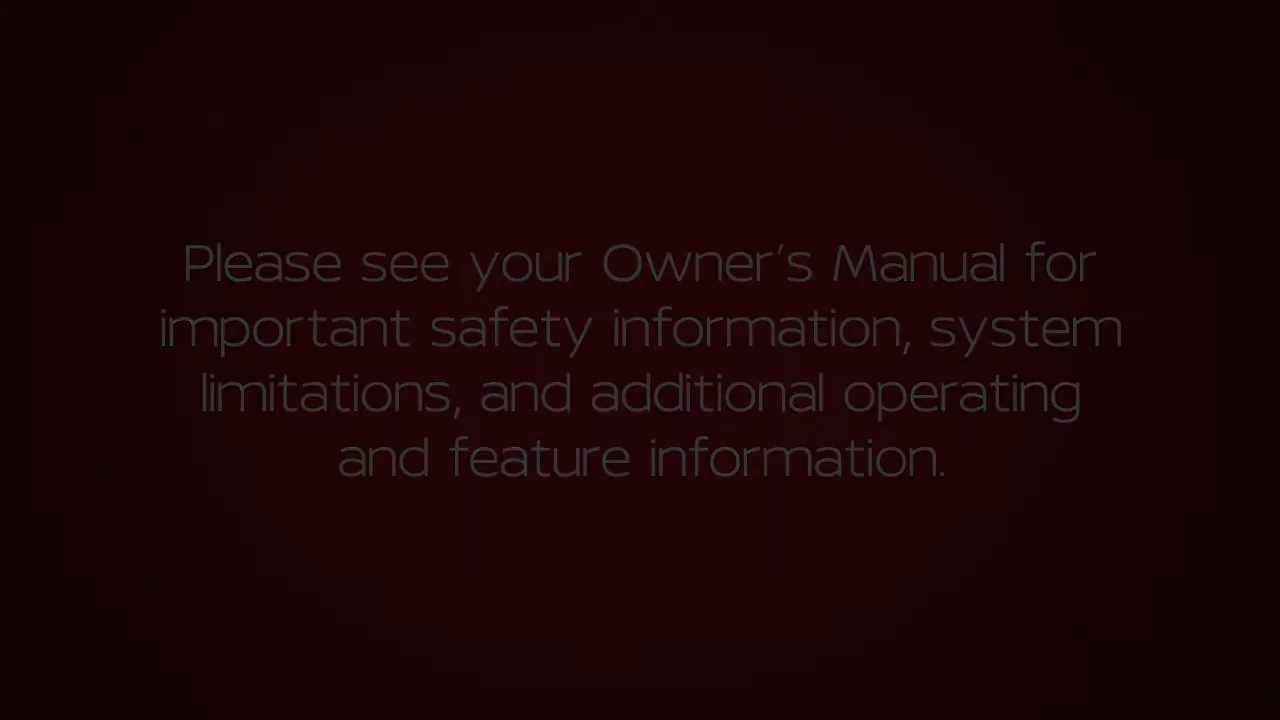 Please see your Owner’s Manual for
important safety information, system
limitations, and additional operating
and feature information.